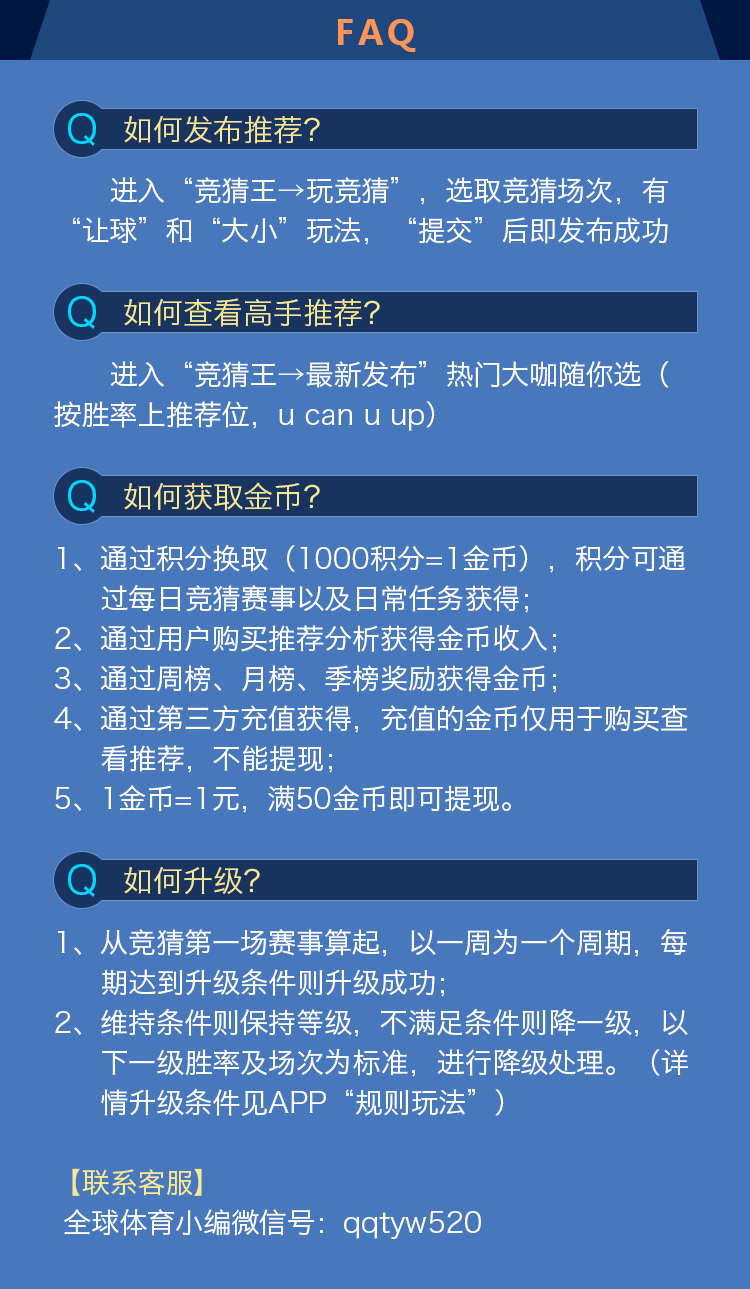 FAQ
Q 如何发布推荐?
进入“竞猜王→玩竞猜”，选取竞猜场次，有
“让球”和“大小”玩法，“提交”后即发布成功
Q 如何查看高手推荐?
进入“竞猜王→最新发布”热门大咖随你选（
按胜率上推荐位，u can u up）
Q 如何获取金币?
1、通过积分换取（1000积分=1金币），积分可通
过每日竞猜赛事以及日常任务获得；
2、通过用户购买推荐分析获得金币收入；
3、通过周榜、月榜、季榜奖励获得金币；
4、通过第三方充值获得，充值的金币仅用于购买查
看推荐，不能提现；
5、1金币=1元，满50金币即可提现。
Q 如何升级?
1、从竞猜第一场赛事算起，以一周为一个周期，每
期达到升级条件则升级成功；
2、维持条件则保持等级，不满足条件则降一级，以
下一级胜率及场次为标准，进行降级处理。（详
情升级条件见APP“规则玩法”）
【联系客服】
全球体育小编微信号：qqtyw520